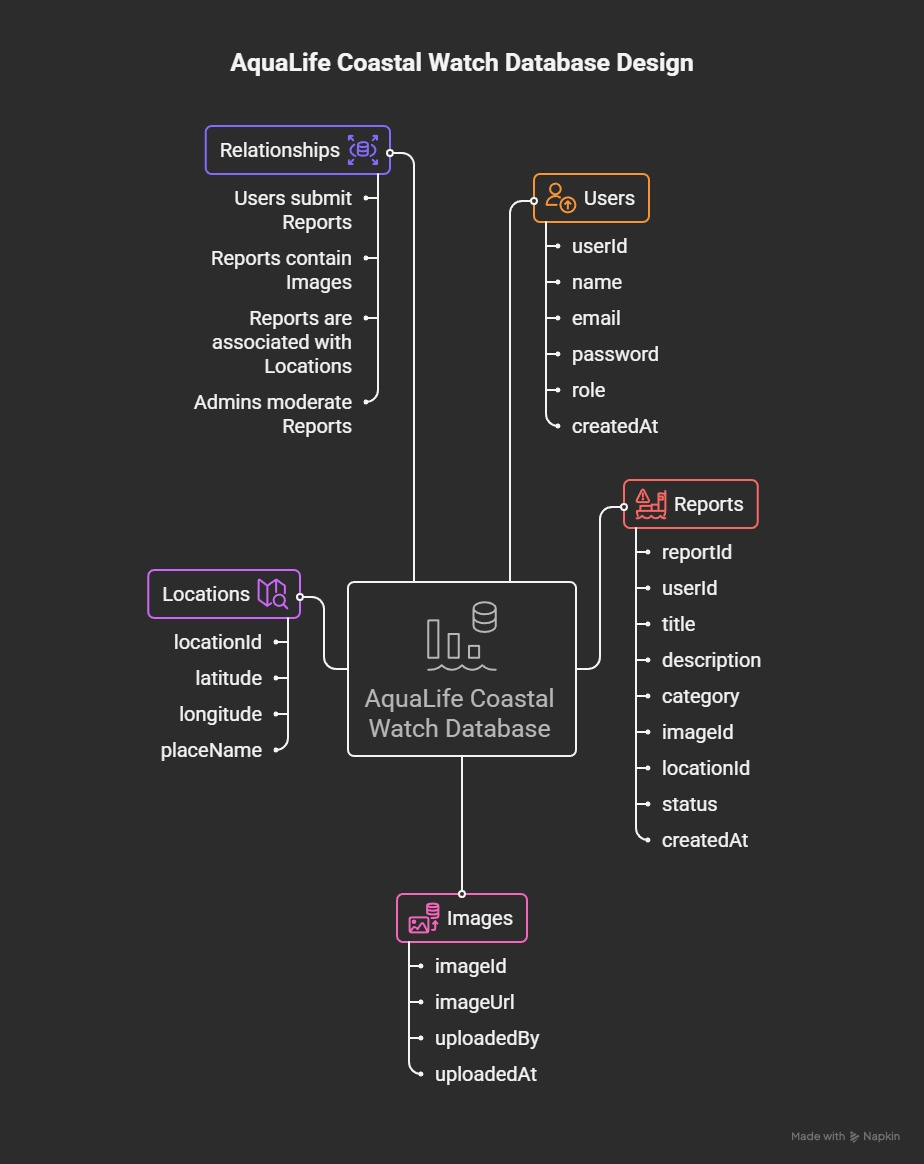 AquaLife Coastal Watch Database Design
Relationships
Users submit
Reports
Reports contain
Images
Reports are
associated with
Locations
Admins moderate
Reports
Users
userId
name
email
password
role
createdAt
Reports
reportId
userId
title
description
category
imageId
locationId
status
createdAt
Locations
locationId
latitude
longitude
placeName
AquaLife Coastal
Watch Database
Images
imageId
imageUrl
uploadedBy
uploadedAt
Made with Napkin